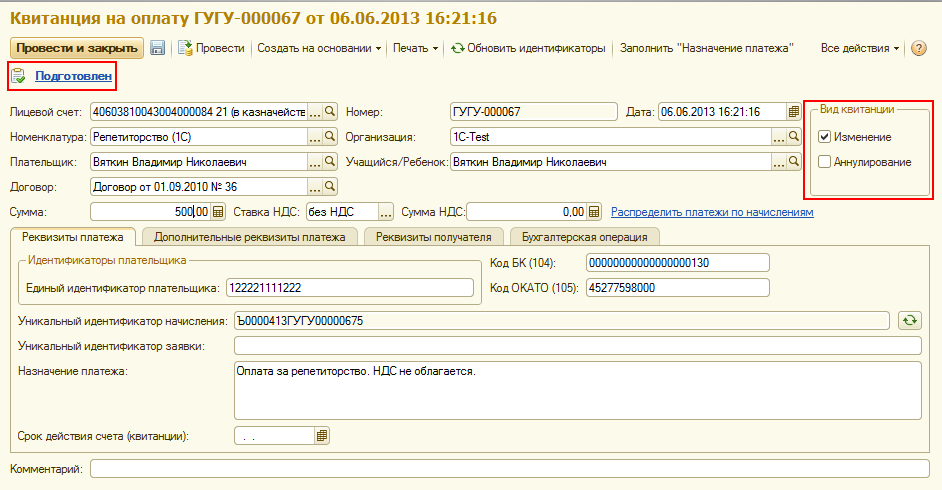 Квитанция на оплату ГУГУ-000067 от 06.06.2013 16:21:16
Провести и закрыть Провести Создать на основании Печать Обновить идентификаторы Заполнить "Назначение платежа" Все действия ?
Подготовлен
Лицевой счет: 40603810043004000084 21 (в казначейств ... Номер: ГУГУ-000067 Дата: 06.06.2013 16:21:16 Вид квитанции
Номенклатура: Репетиторство (1С) ... Организация: 1С-Test ... Изменение
Плательщик: Вяткин Владимир Николаевич ... Учащийся/Ребенок: Вяткин Владимир Николаевич ... Аннулирование
Договор: Договор от 01.09.2010 № 36 ...
Сумма: 500,00 Ставка НДС: без НДС ... Сумма НДС: 0,00 Распределить платежи по начислениям
Реквизиты платежа Дополнительные реквизиты платежа Реквизиты получателя Бухгалтерская операция
Идентификаторы плательщика Код БК (104): 00000000000000000130
Единый идентификатор плательщика: 122221111222 Код ОКАТО (105): 45277598000
Уникальный идентификатор начисления: Ъ0000413ГУГУ00000675
Уникальный идентификатор заявки:
Назначение платежа: Оплата за репетиторство. НДС не облагается.
Срок действия счета (квитанции): . .
Комментарий: